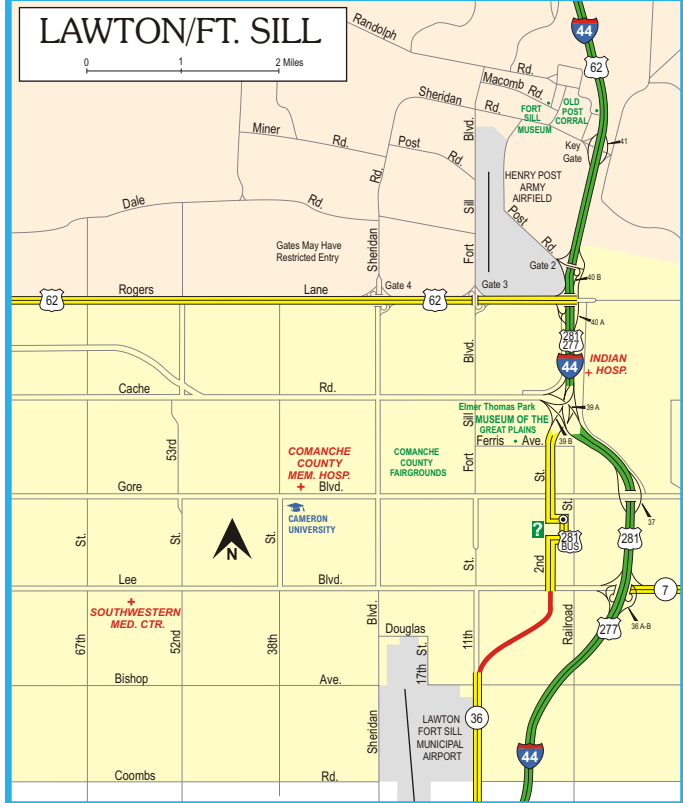 LAWTON/FT. SILL
0 1 2 Miles
Randolph
Rd.
44
62
Macomb Rd.
Sheridan
Rd.
FORT
SILL
MUSEUM
OLD
POST
CORRAL
Miner
Rd.
Post
Rd.
Blvd.
Key
Gate
41
HENRY POST
ARMY
AIRFIELD
Rd.
Dale
Rd.
Sill
Post
Rd.
Gates May Have
Restricted Entry
Sheridan
Fort
Gate 2
40 B
Rogers
Lane
Gate 4
Gate 3
62
62
40 A
281
277
44
Blvd.
INDIAN
HOSP.
Cache
Rd.
39 A
Elmer Thomas Park
MUSEUM OF THE
GREAT PLAINS
Ferris Ave.
39 B
Sill
Fort
53rd
COMANCHE
COUNTY
MEM. HOSP.
COMANCHE
COUNTY
FAIRGROUNDS
Gore
Blvd.
St.
St.
37
CAMERON
UNIVERSITY
N
?
281
BUS
281
St.
St.
St.
St.
2nd
Lee
Blvd.
7
SOUTHWESTERN
MED. CTR.
36 A-B
67th
52nd
38th
Blvd.
Douglas
11th
Railroad
277
17th St.
Bishop
Ave.
Sheridan
LAWTON
FORT SILL
MUNICIPAL
AIRPORT
36
44
Coombs
Rd.